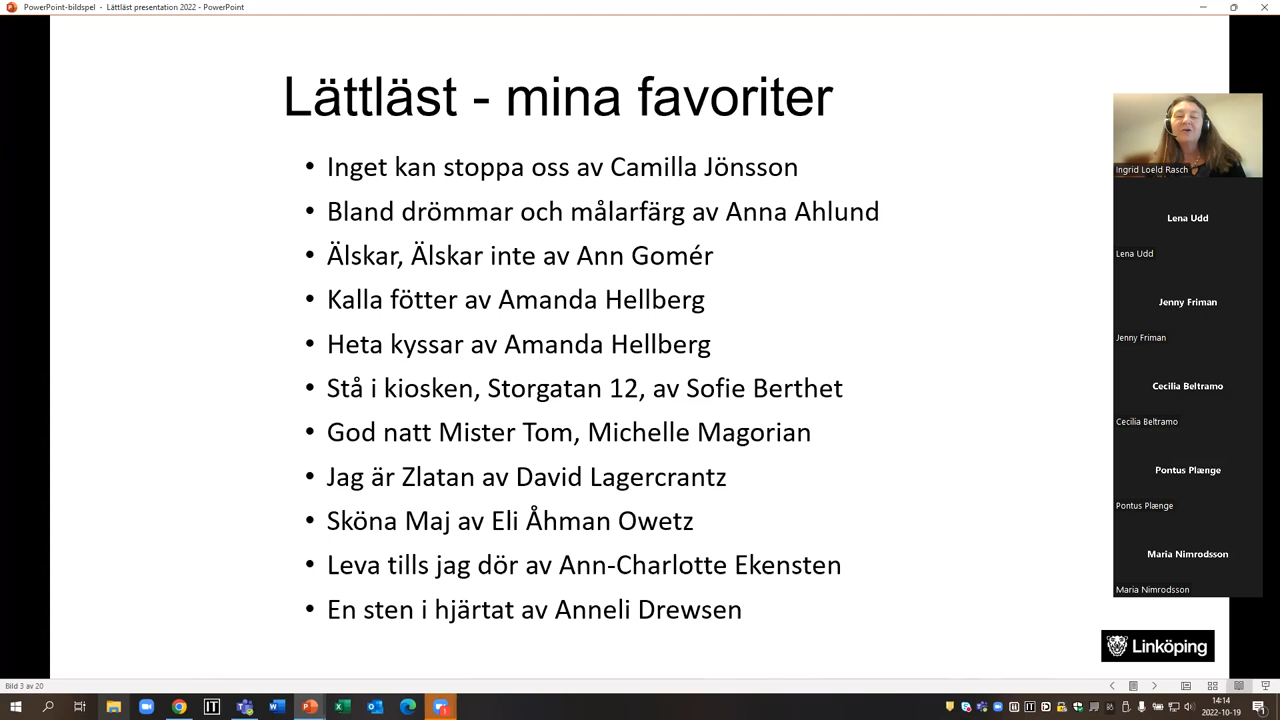 PowerPoint-bildspel - Lättläst presentation 2022 - PowerPoint
Lättläst - mina favoriter
• Inget kan stoppa oss av Camilla Jönsson
• Bland drömmar och målarfärg av Anna Ahlund
• Älskar, Älskar inte av Ann Gomér
• Kalla fötter av Amanda Hellberg
• Heta kyssar av Amanda Hellberg
• Stå i kiosken, Storgatan 12, av Sofie Berthet
• God natt Mister Tom, Michelle Magorian
• Jag är Zlatan av David Lagercrantz
• Sköna Maj av Eli Åhman Owetz
• Leva tills jag dör av Ann-Charlotte Ekensten
• En sten i hjärtat av Anneli Drewsen
Ingrid Loeld Rasch
Lena Udd
Lena Udd
Jenny Friman
Jenny Friman
Cecilia Beltramo
Cecilia Beltramo
Pontus Plænge
Pontus Plænge
Maria Nimrodsson
Maria Nimrodsson
Linköping
Bild 3 av 20
14:14
2022-10-19